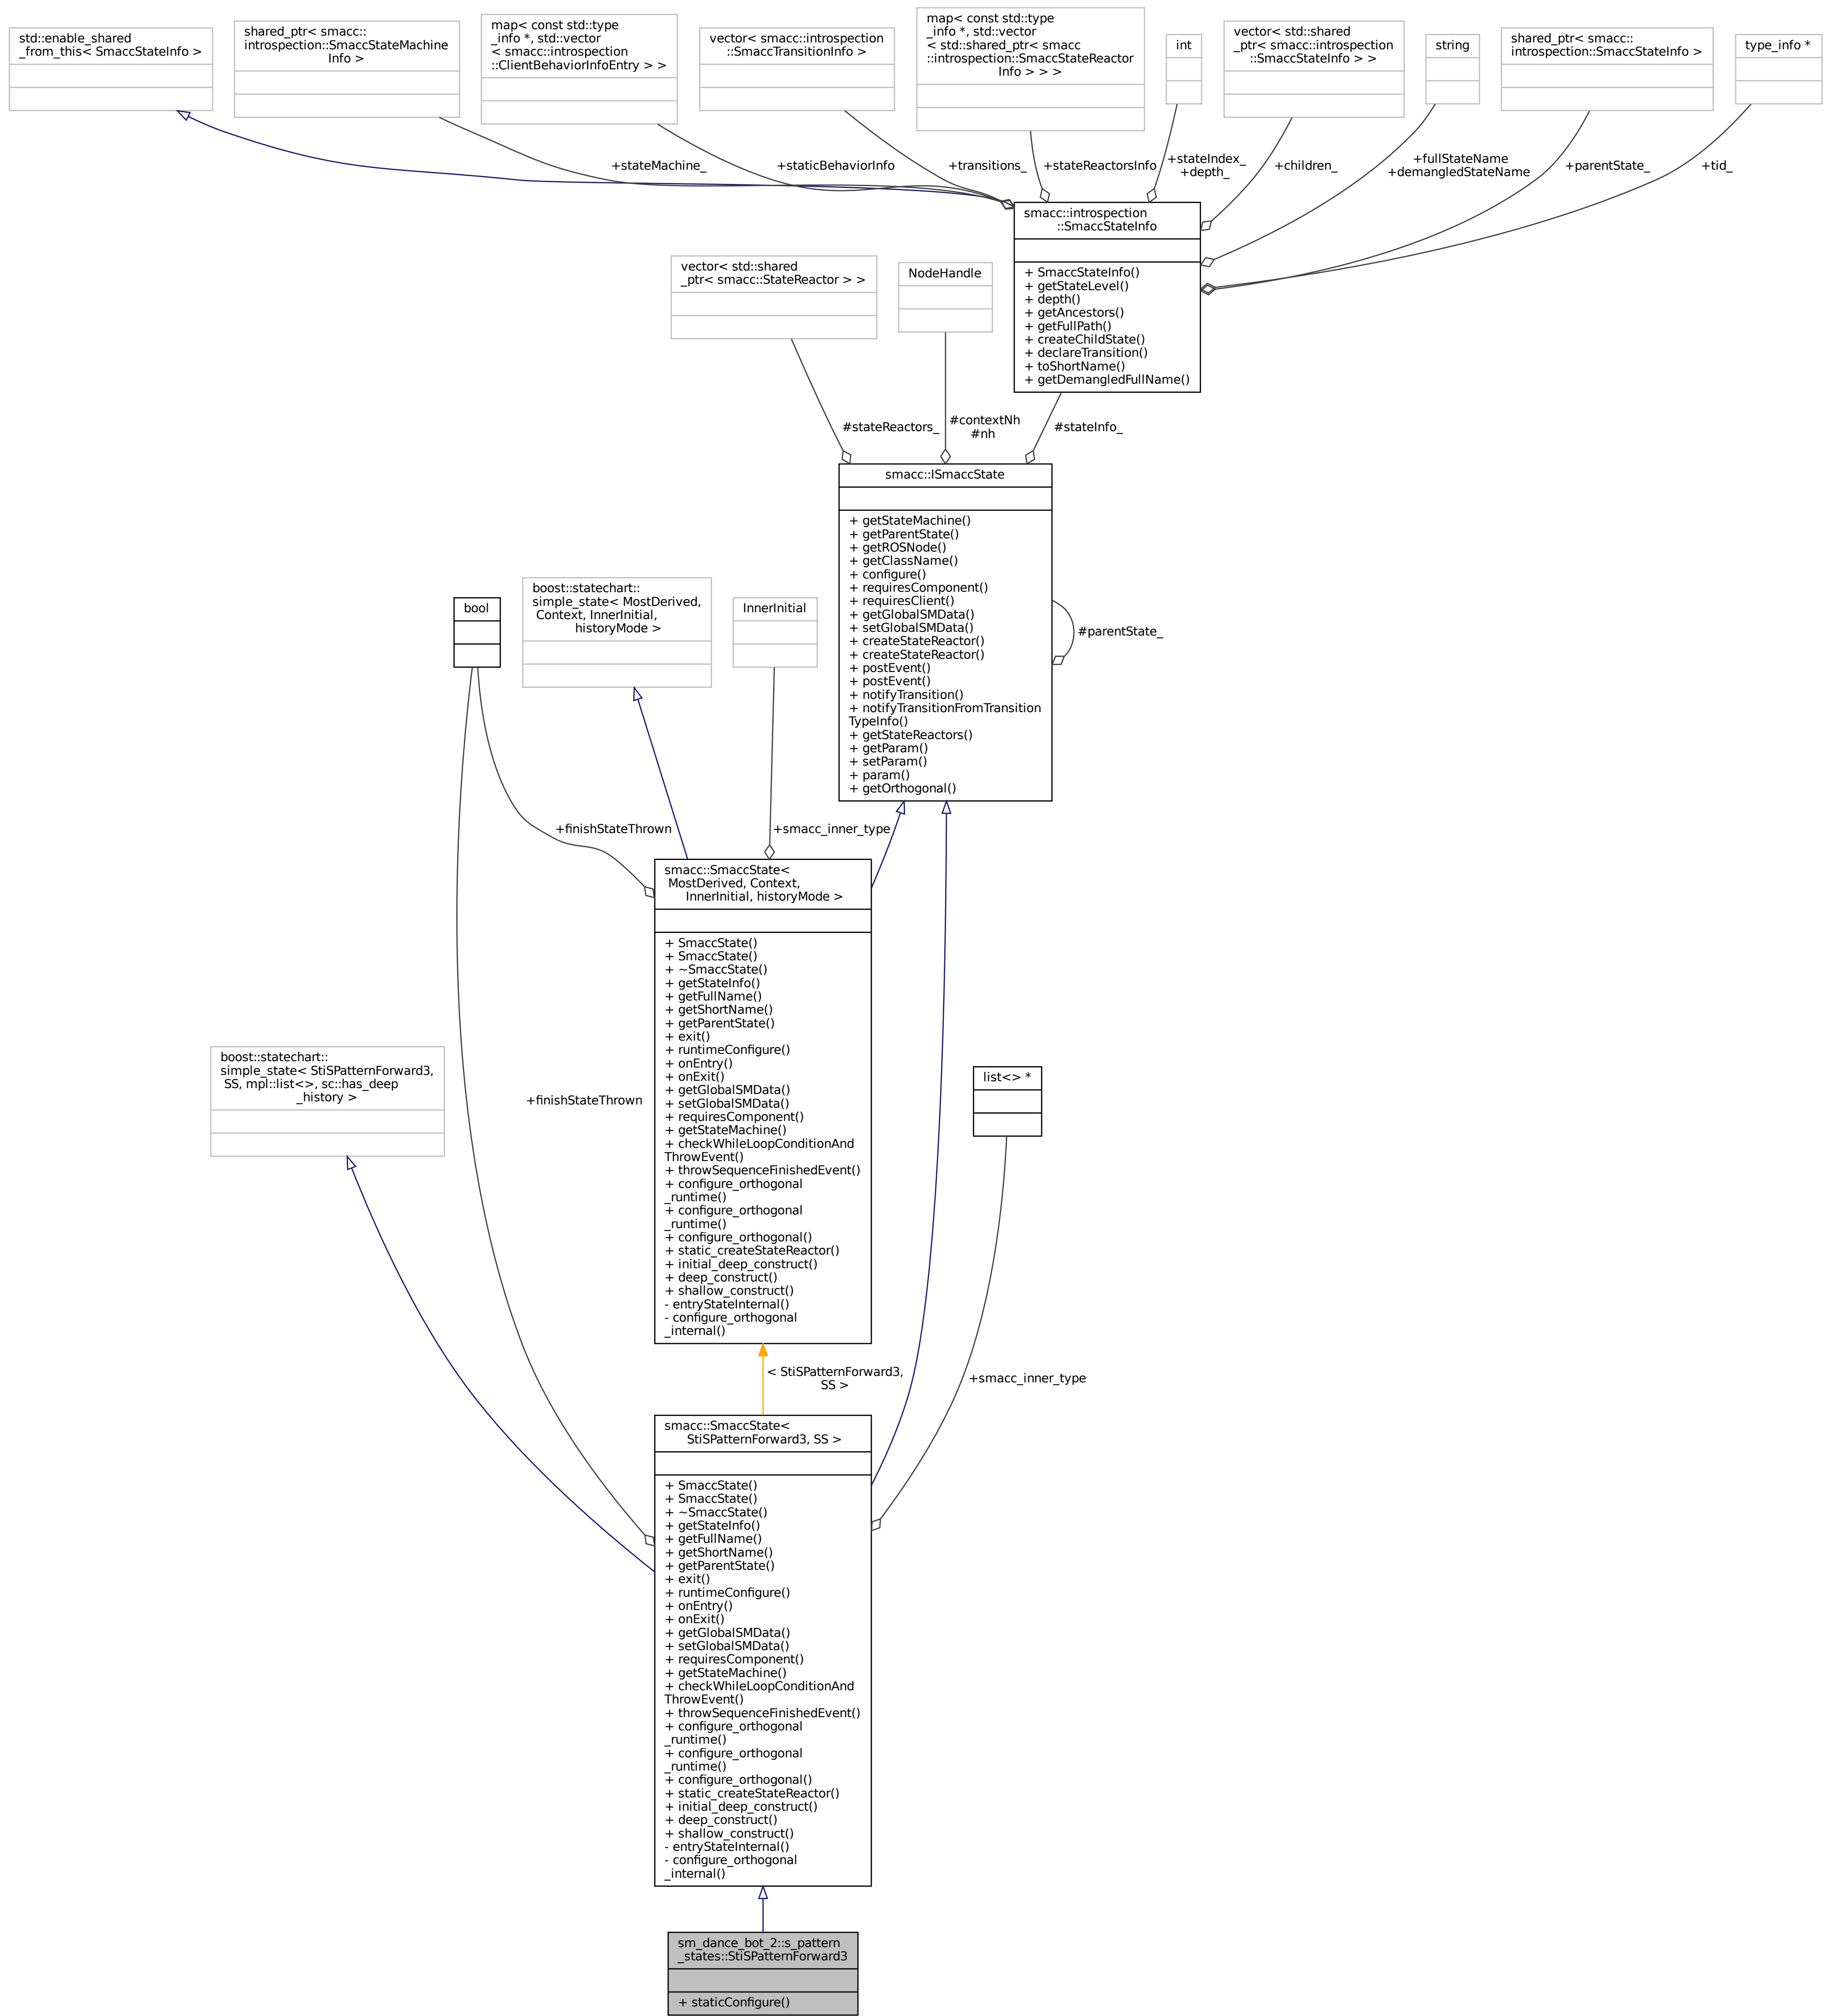 std::enable_shared
_from_this< SmaccStateInfo >
shared_ptr< smacc::
introspection::SmaccStateMachine
Info >
map< const std::type
_info *, std::vector
< smacc::introspection
::ClientBehaviorInfoEntry > >
vector< smacc::introspection
::SmaccTransitionInfo >
map< const std::type
_info *, std::vector
< std::shared_ptr< smacc
::introspection::SmaccStateReactor
Info > > >
int
vector< std::shared
_ptr< smacc::introspection
::SmaccStateInfo > >
string
shared_ptr< smacc::
introspection::SmaccStateInfo >
type_info *
+stateMachine_
+staticBehaviorInfo
+transitions_
+stateReactorsInfo
+stateIndex_
+depth_
+children_
+fullStateName
+demangledStateName
+parentState_
+tid_
smacc::introspection
::SmaccStateInfo
+ SmaccStateInfo()
+ getStateLevel()
+ depth()
+ getAncestors()
+ getFullPath()
+ createChildState()
+ declareTransition()
+ toShortName()
+ getDemangledFullName()
vector< std::shared
_ptr< smacc::StateReactor > >
NodeHandle
#stateReactors_
#contextNh
#nh
#stateInfo_
smacc::ISmaccState
+ getStateMachine()
+ getParentState()
+ getROSNode()
+ getClassName()
+ configure()
+ requiresComponent()
+ requiresClient()
+ getGlobalSMData()
+ setGlobalSMData()
+ createStateReactor()
+ createStateReactor()
+ postEvent()
+ postEvent()
+ notifyTransition()
+ notifyTransitionFromTransition
TypeInfo()
+ getStateReactors()
+ getParam()
+ setParam()
+ param()
+ getOrthogonal()
#parentState_
bool
boost::statechart::
simple_state< MostDerived,
Context, InnerInitial,
historyMode >
InnerInitial
+finishStateThrown
+smacc_inner_type
smacc::SmaccState<
MostDerived, Context,
InnerInitial, historyMode >
+ SmaccState()
+ SmaccState()
+ ~SmaccState()
+ getStateInfo()
+ getFullName()
+ getShortName()
+ getParentState()
+ exit()
+ runtimeConfigure()
+ onEntry()
+ onExit()
+ getGlobalSMData()
+ setGlobalSMData()
+ requiresComponent()
+ getStateMachine()
+ checkWhileLoopConditionAnd
ThrowEvent()
+ throwSequenceFinishedEvent()
+ configure_orthogonal
_runtime()
+ configure_orthogonal
_runtime()
+ configure_orthogonal()
+ static_createStateReactor()
+ initial_deep_construct()
+ deep_construct()
+ shallow_construct()
- entryStateInternal()
- configure_orthogonal
_internal()
boost::statechart::
simple_state< StiSPatternForward3,
SS, mpl::list<>, sc::has_deep
_history >
+finishStateThrown
list<> *
< StiSPatternForward3,
SS >
+smacc_inner_type
smacc::SmaccState<
StiSPatternForward3, SS >
+ SmaccState()
+ SmaccState()
+ ~SmaccState()
+ getStateInfo()
+ getFullName()
+ getShortName()
+ getParentState()
+ exit()
+ runtimeConfigure()
+ onEntry()
+ onExit()
+ getGlobalSMData()
+ setGlobalSMData()
+ requiresComponent()
+ getStateMachine()
+ checkWhileLoopConditionAnd
ThrowEvent()
+ throwSequenceFinishedEvent()
+ configure_orthogonal
_runtime()
+ configure_orthogonal
_runtime()
+ configure_orthogonal()
+ static_createStateReactor()
+ initial_deep_construct()
+ deep_construct()
+ shallow_construct()
- entryStateInternal()
- configure_orthogonal
_internal()
sm_dance_bot_2::s_pattern
_states::StiSPatternForward3
+ staticConfigure()